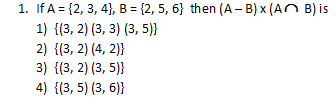 1. If A = {2, 3, 4}, B = {2, 5, 6} then (A – B) x (A ∩ B) is
1) {(3, 2) (3, 3) (3, 5)}
2) {(3, 2) (4, 2)}
3) {(3, 2) (3, 5)}
4) {(3, 5) (3, 6)}